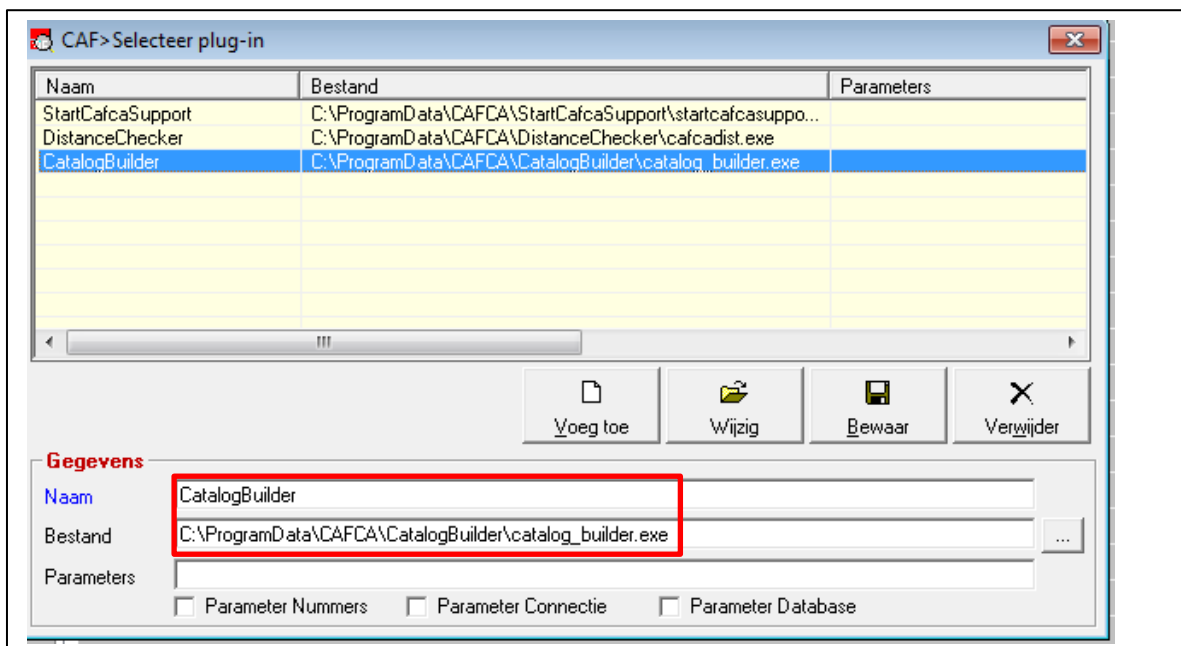 CAF>Selecteer plug-in
Naam Bestand Parameters
StartCafcaSupport C:\ProgramData\CAFCA\StartCafcaSupport\startcafcasuppo...
DistanceChecker C:\ProgramData\CAFCA\DistanceChecker\cafcadist.exe
CatalogBuilder C:\ProgramData\CAFCA\CatalogBuilder\catalog_builder.exe
Voeg toe Wijzig Bewaar Verwijder
Gegevens
Naam CatalogBuilder
Bestand C:\ProgramData\CAFCA\CatalogBuilder\catalog_builder.exe ...
Parameters
Parameter Nummers Parameter Connectie Parameter Database